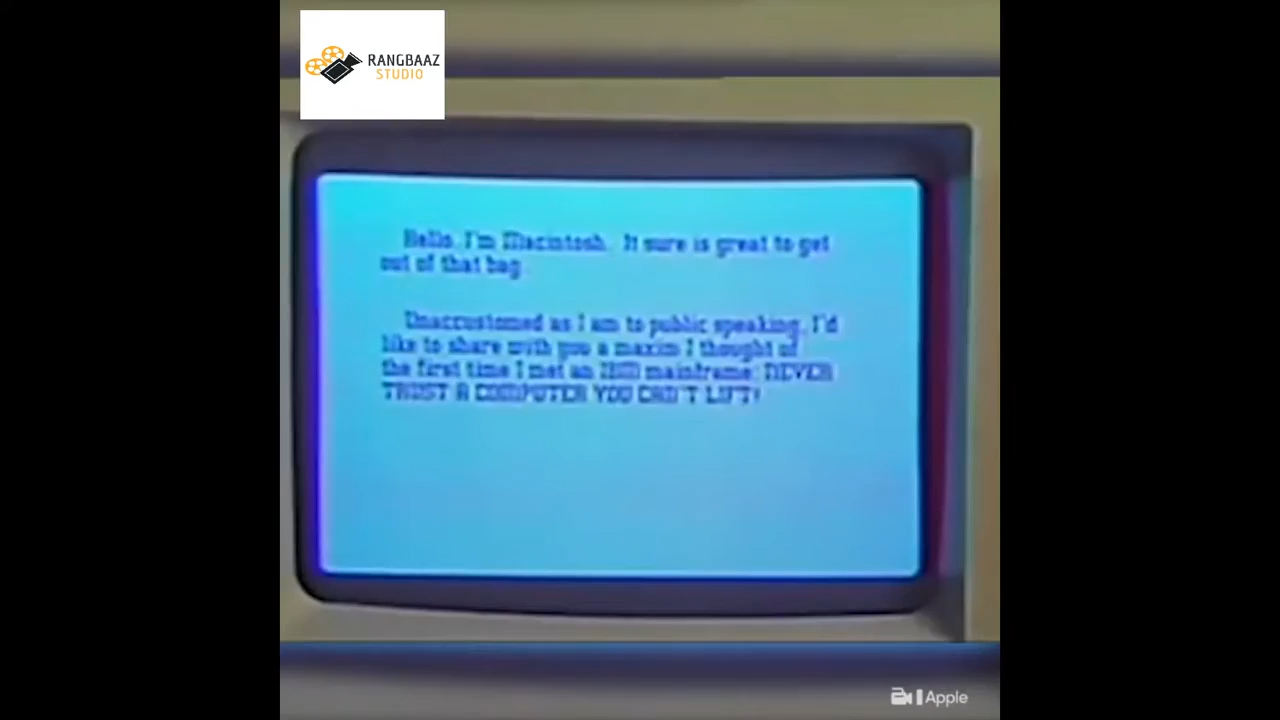 RANGBAAZ
STUDIO
Hello, I'm Macintosh. It sure is great to get
out of that bag.
Unaccustomed as I am to public speaking, I'd
like to share with you a maxim I thought of
the first time I met an IBM mainframe: NEVER
TRUST A COMPUTER YOU CAN'T LIFT!
Apple